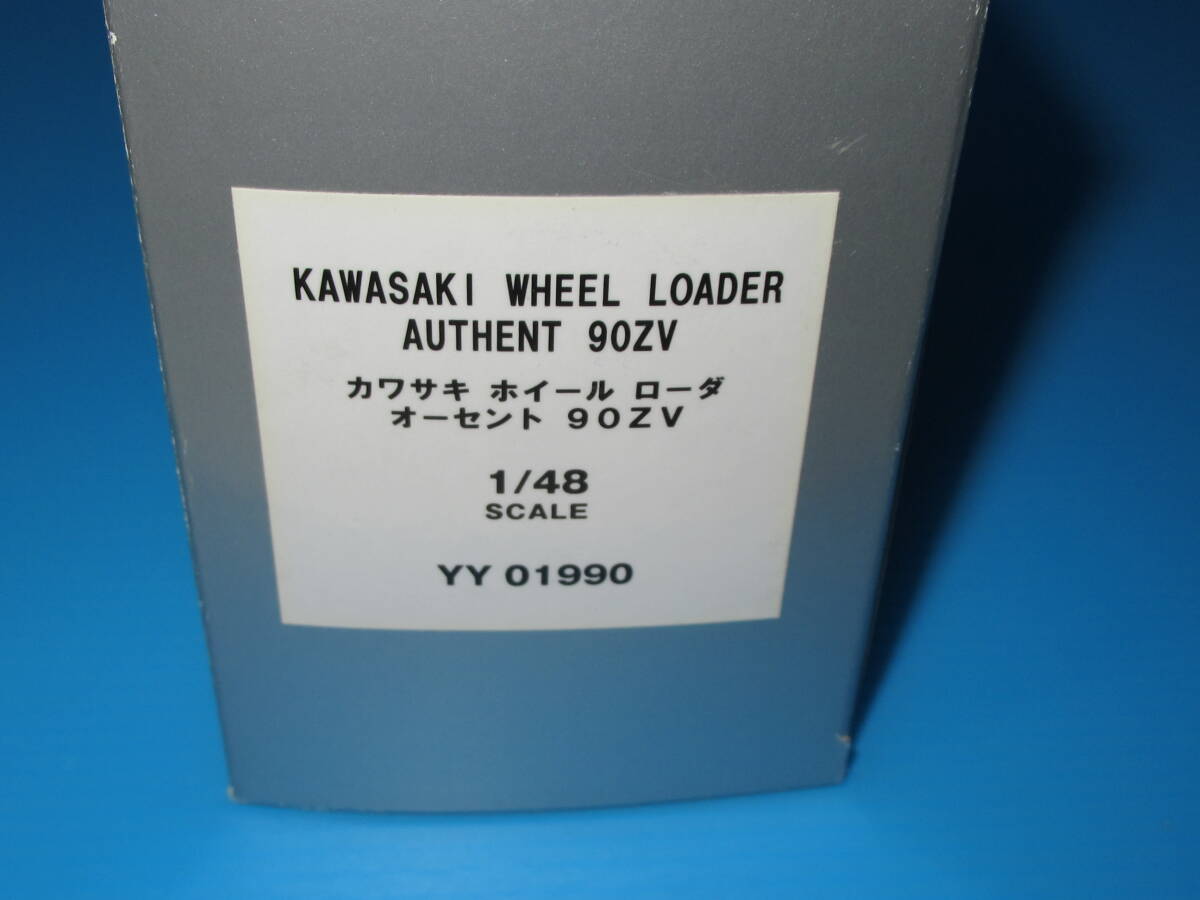 KAWASAKI WHEEL LOADER
AUTHENT 90ZV
カワサキ ホイール ローダ
オーセント 90ZV
1/48
SCALE
YY 01990